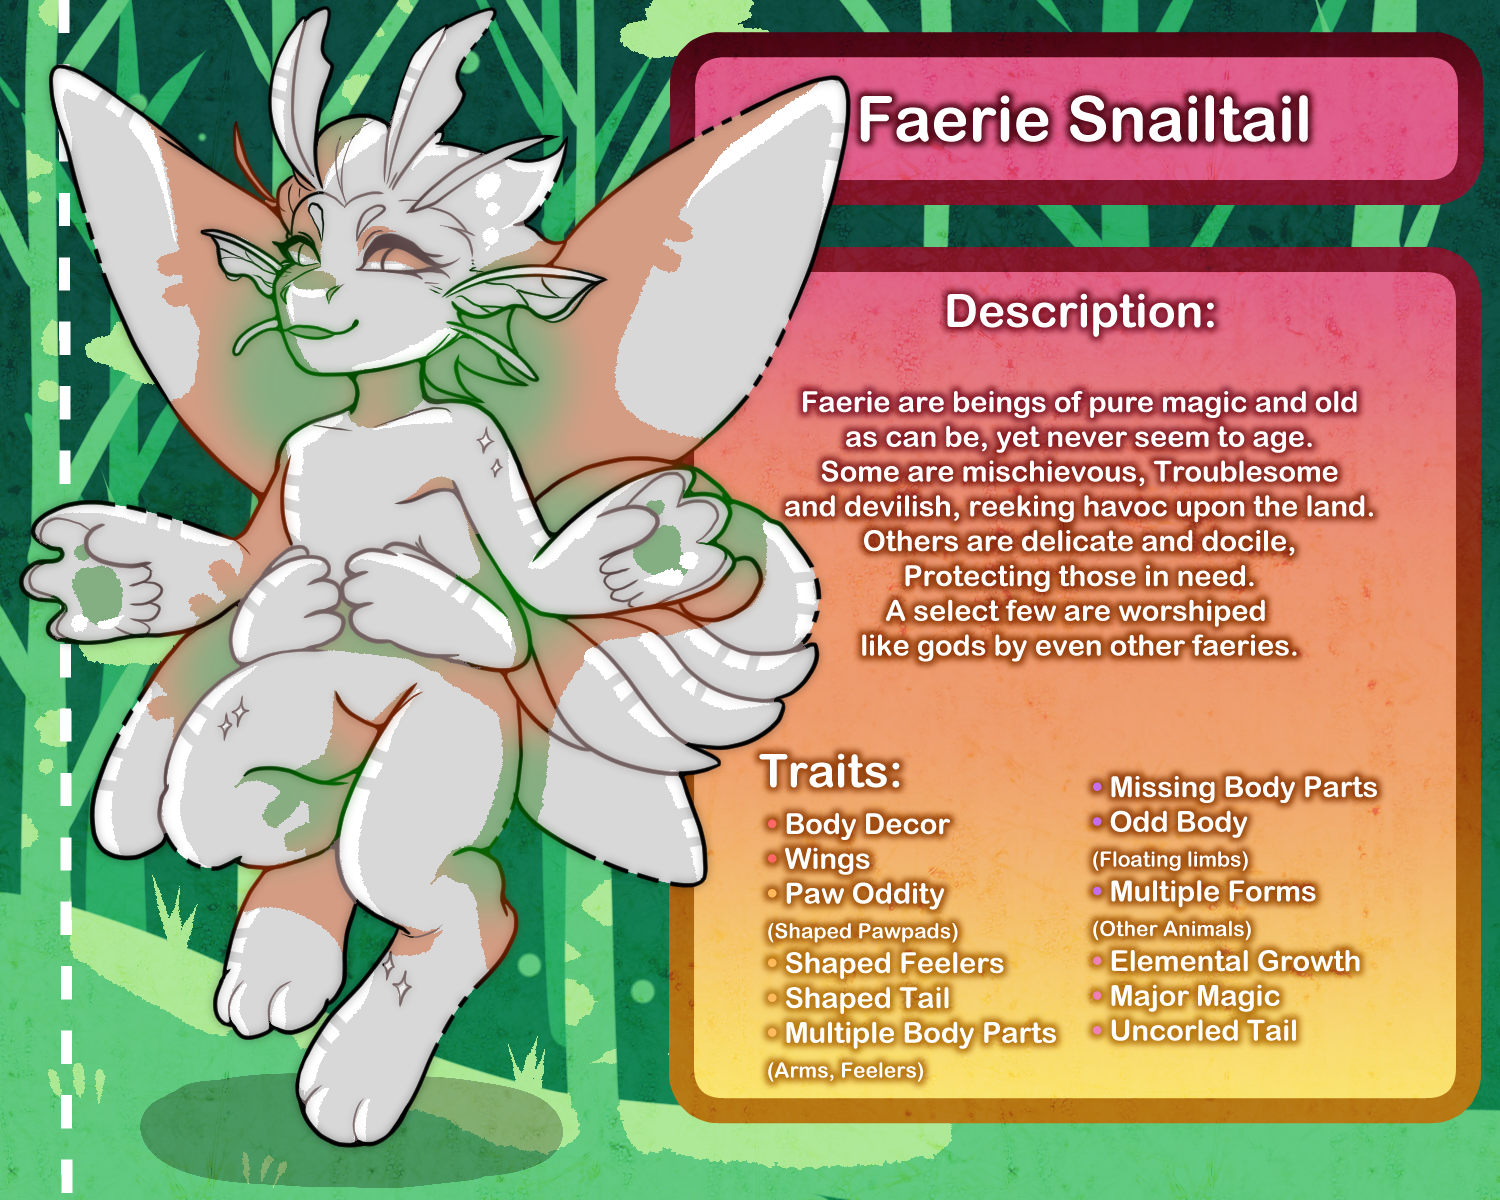 Faerie Snailtail
Description:
Faerie are beings of pure magic and old
as can be, yet never seem to age.
Some are mischievous, Troublesome
and devilish, reeking havoc upon the land.
Others are delicate and docile,
Protecting those in need.
A select few are worshiped
like gods by even other faeries.
Traits:
• Body Decor
• Wings
• Paw Oddity
(Shaped Pawpads)
• Shaped Feelers
• Shaped Tail
• Multiple Body Parts
(Arms, Feelers)
• Missing Body Parts
• Odd Body
(Floating limbs)
• Multiple Forms
(Other Animals)
• Elemental Growth
• Major Magic
• Uncorled Tail